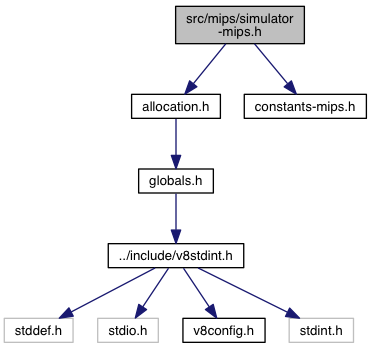 src/mips/simulator
-mips.h
allocation.h
constants-mips.h
globals.h
../include/v8stdint.h
stddef.h
stdio.h
v8config.h
stdint.h